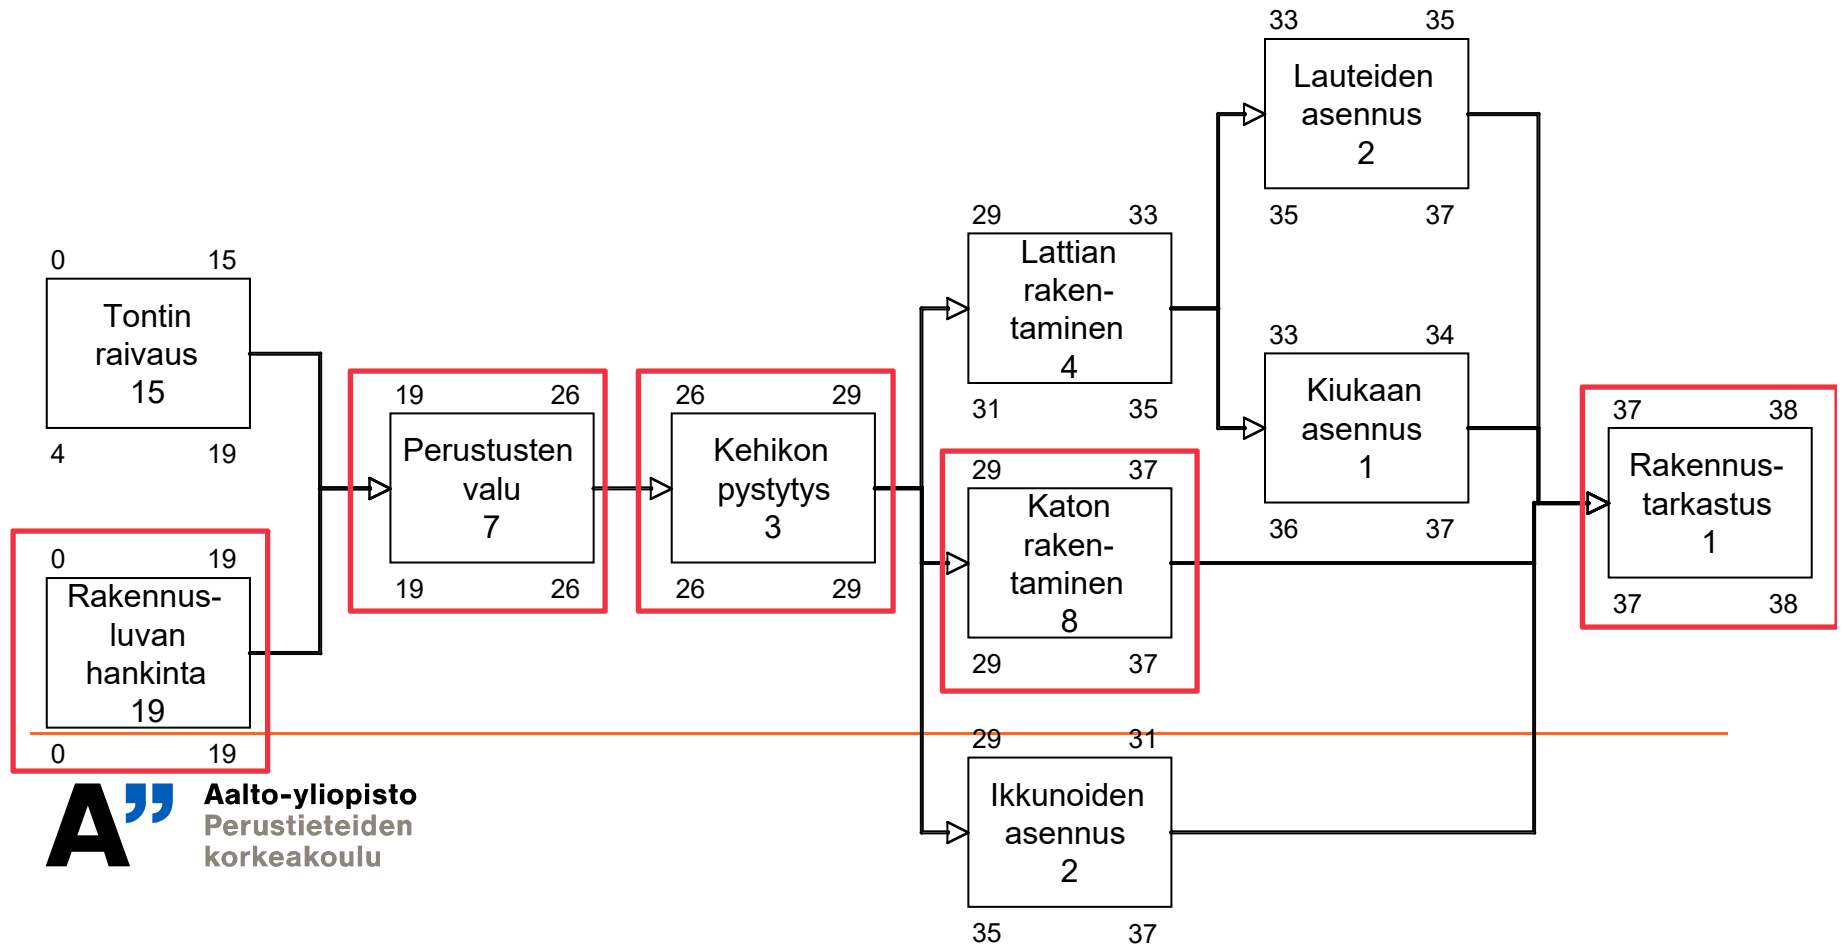 0 15
Tontin
raivaus
15
4 19
0 19
Rakennus-
luvan
hankinta
19
0 19
19 26
Perustusten
valu
7
19 26
26 29
Kehikon
pystytys
3
26 29
29 33
Lattian
raken-
taminen
4
31 35
29 37
Katon
raken-
taminen
8
29 37
29 31
Ikkunoiden
asennus
2
35 37
33 35
Lauteiden
asennus
2
35 37
33 34
Kiukaan
asennus
1
36 37
37 38
Rakennus-
tarkastus
1
37 38
A”
Aalto-yliopisto
Perustieteiden
korkeakoulu